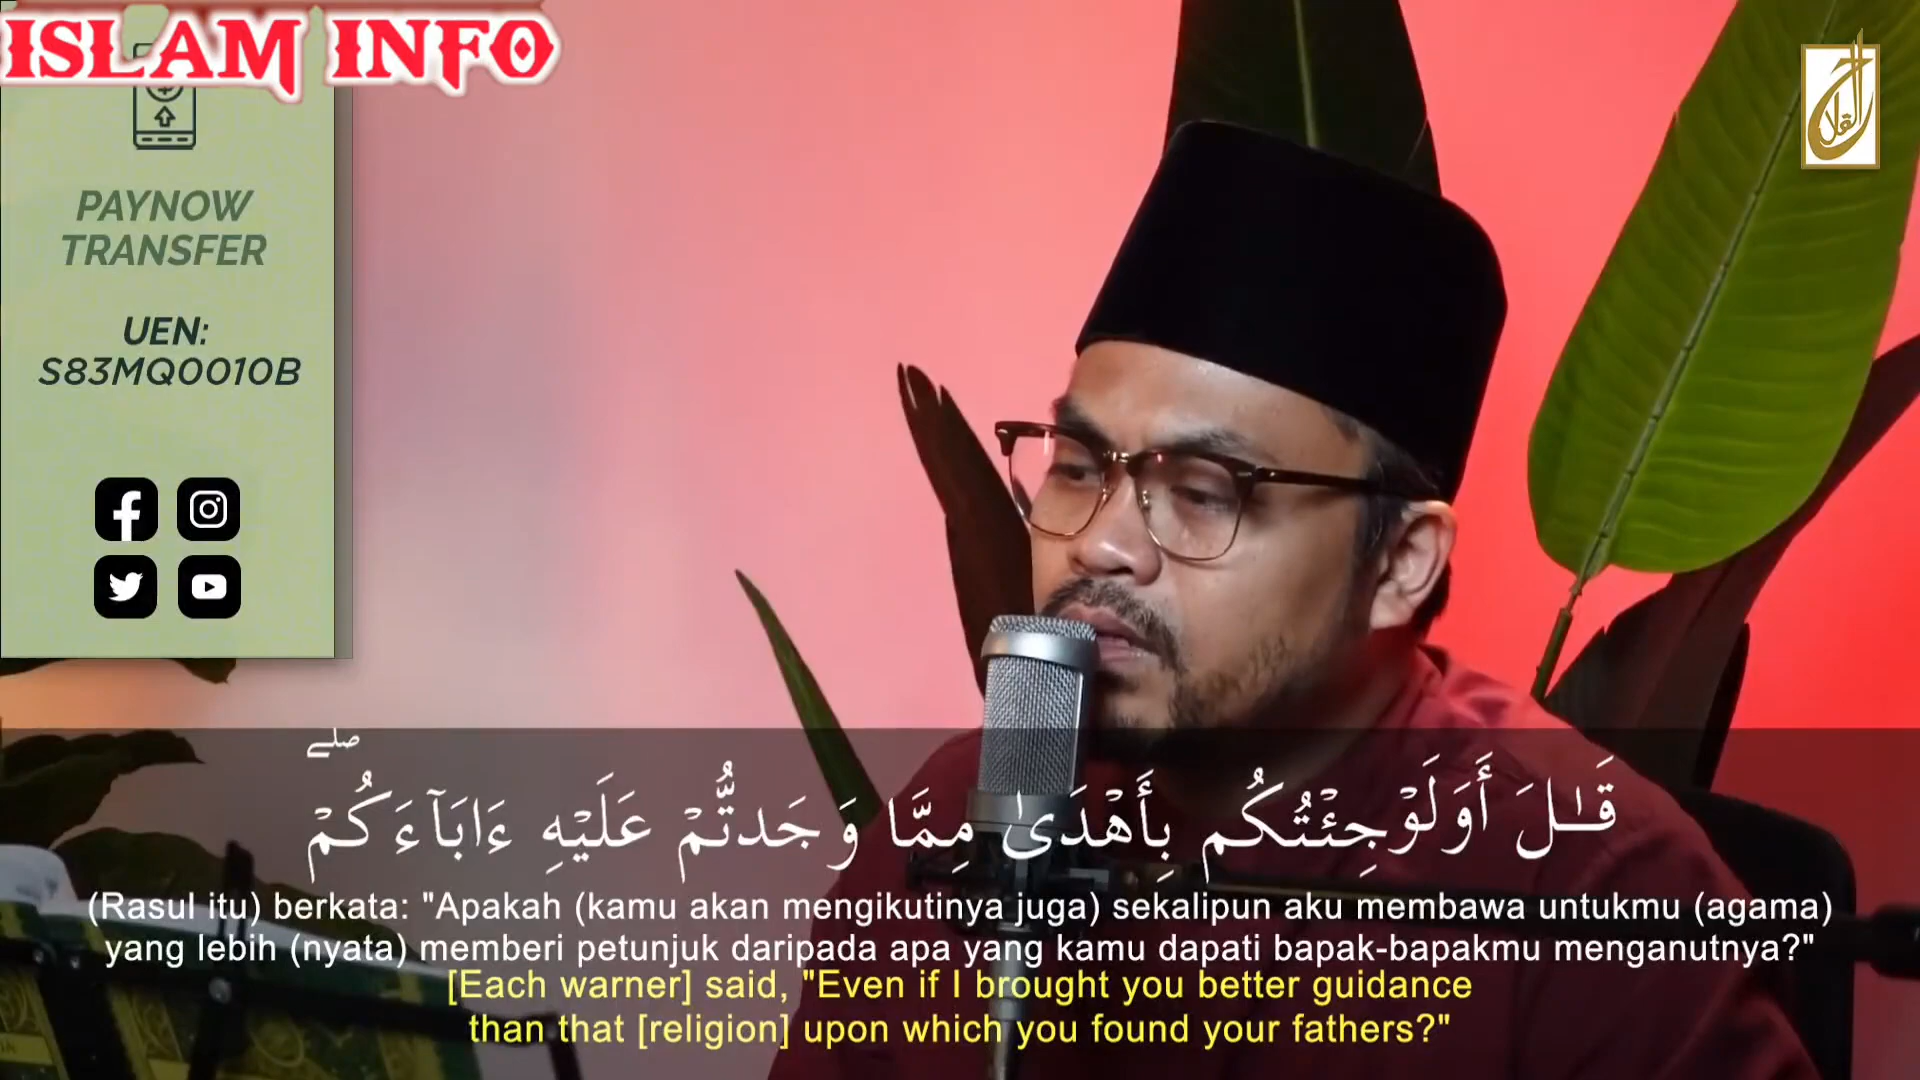 ISLAM INFO
PAYNOW
TRANSFER
UEN:
S83MQ0010B
قَـٰلَ أَوَلَوْ جِئْتُكُم بِأَهْدَىٰ مِمَّا وَجَدتُّمْ عَلَيْهِ ءَابَآءَكُمْ ۖ
(Rasul itu) berkata: "Apakah (kamu akan mengikutinya juga) sekalipun aku membawa untukmu (agama)
yang lebih (nyata) memberi petunjuk daripada apa yang kamu dapati bapak-bapakmu menganutnya?"
[Each warner] said, "Even if I brought you better guidance
than that [religion] upon which you found your fathers?"